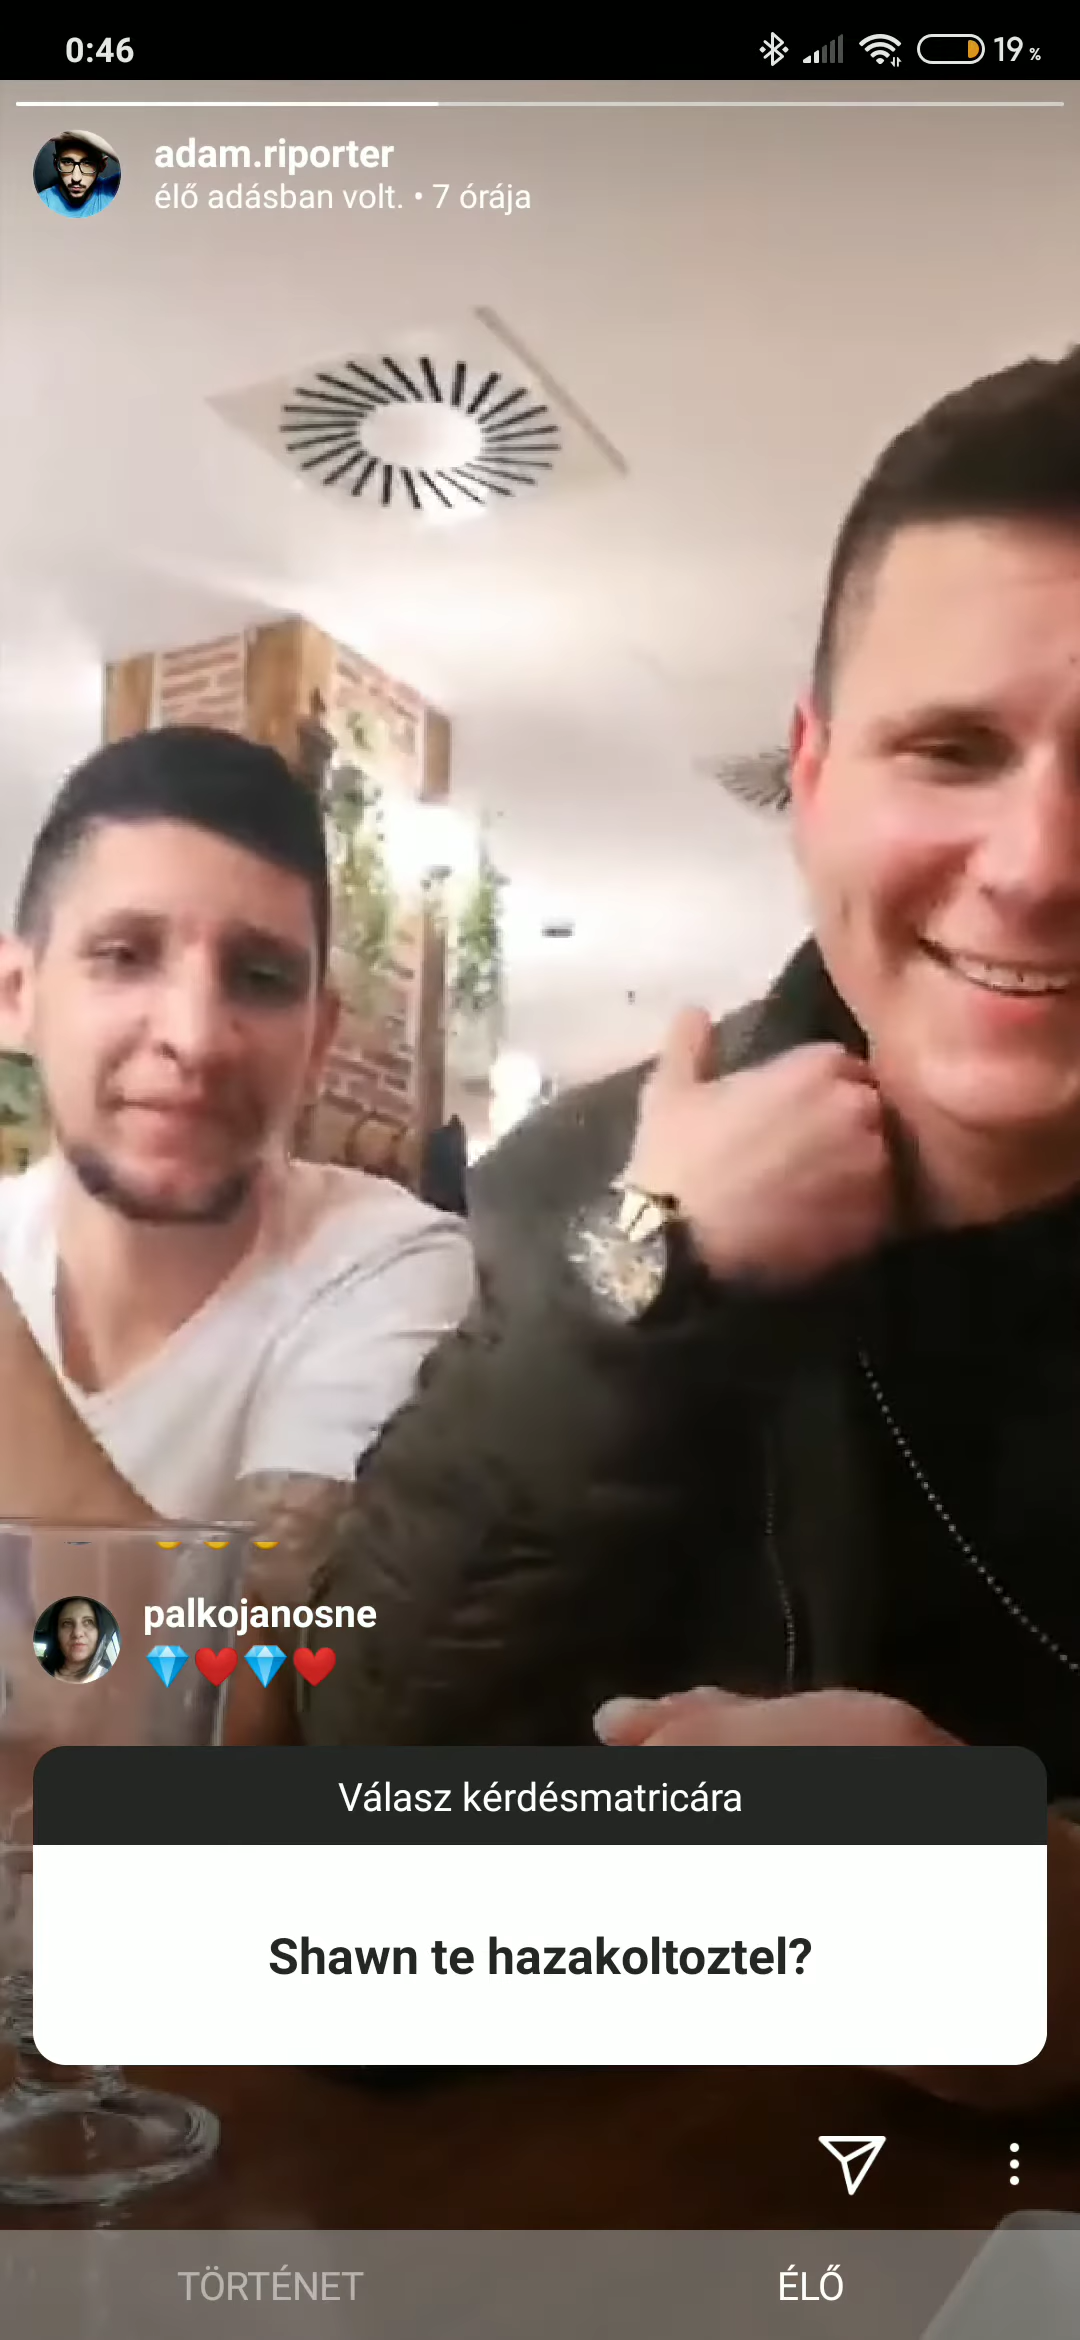 0:46
19 %
adam.riporter
élő adásban volt. • 7 órája
palkojanosne
💎❤️💎❤️
Válasz kérdésmatricára
Shawn te hazakoltoztel?
TÖRTÉNET
ÉLŐ